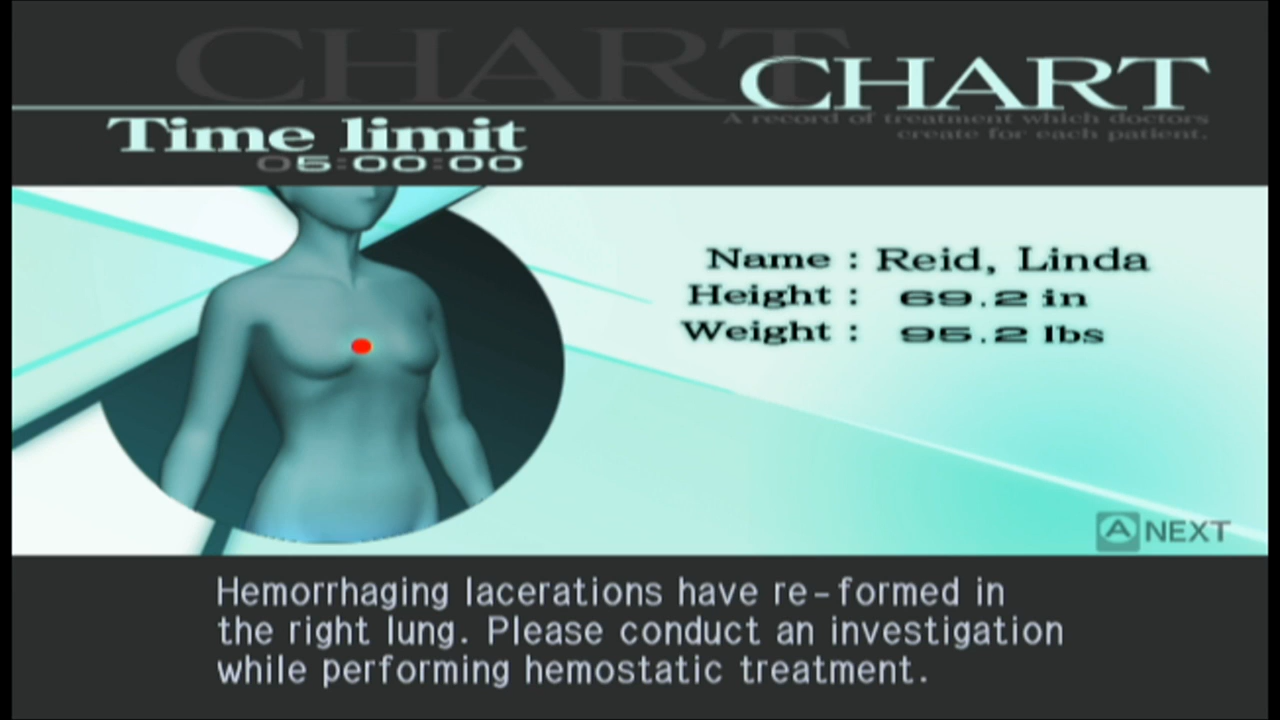 CHART
CHART
A record of treatment which doctors
create for each patient.
Time limit
05:00:00
Name : Reid, Linda
Height : 69.2 in
Weight : 95.2 lbs
A NEXT
Hemorrhaging lacerations have re-formed in
the right lung. Please conduct an investigation
while performing hemostatic treatment.